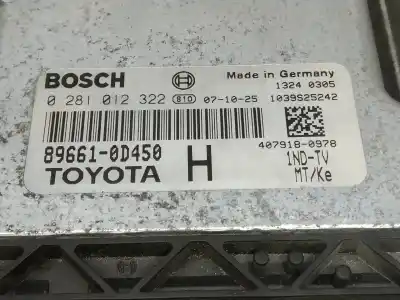 BOSCH Made in Germany
1324 0305
0 281 012 322 810 07-10-25 1039S25242
407918-0978
89661-0D450 H 1ND-TV
TOYOTA MT/Ke